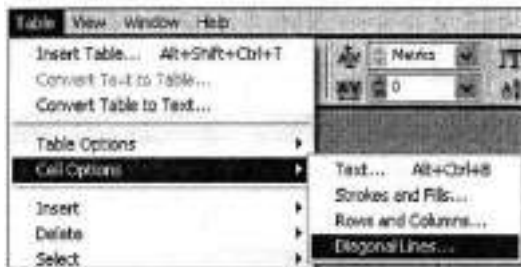 Table View Window Help
Insert Table... Alt+Shift+Ctrl+T
Convert Text to Table...
Convert Table to Text...
Table Options
Cell Options
Insert
Delete
Select
Metrics
0
Text... Alt+Ctrl+B
Strokes and Fills...
Rows and Columns...
Diagonal Lines...